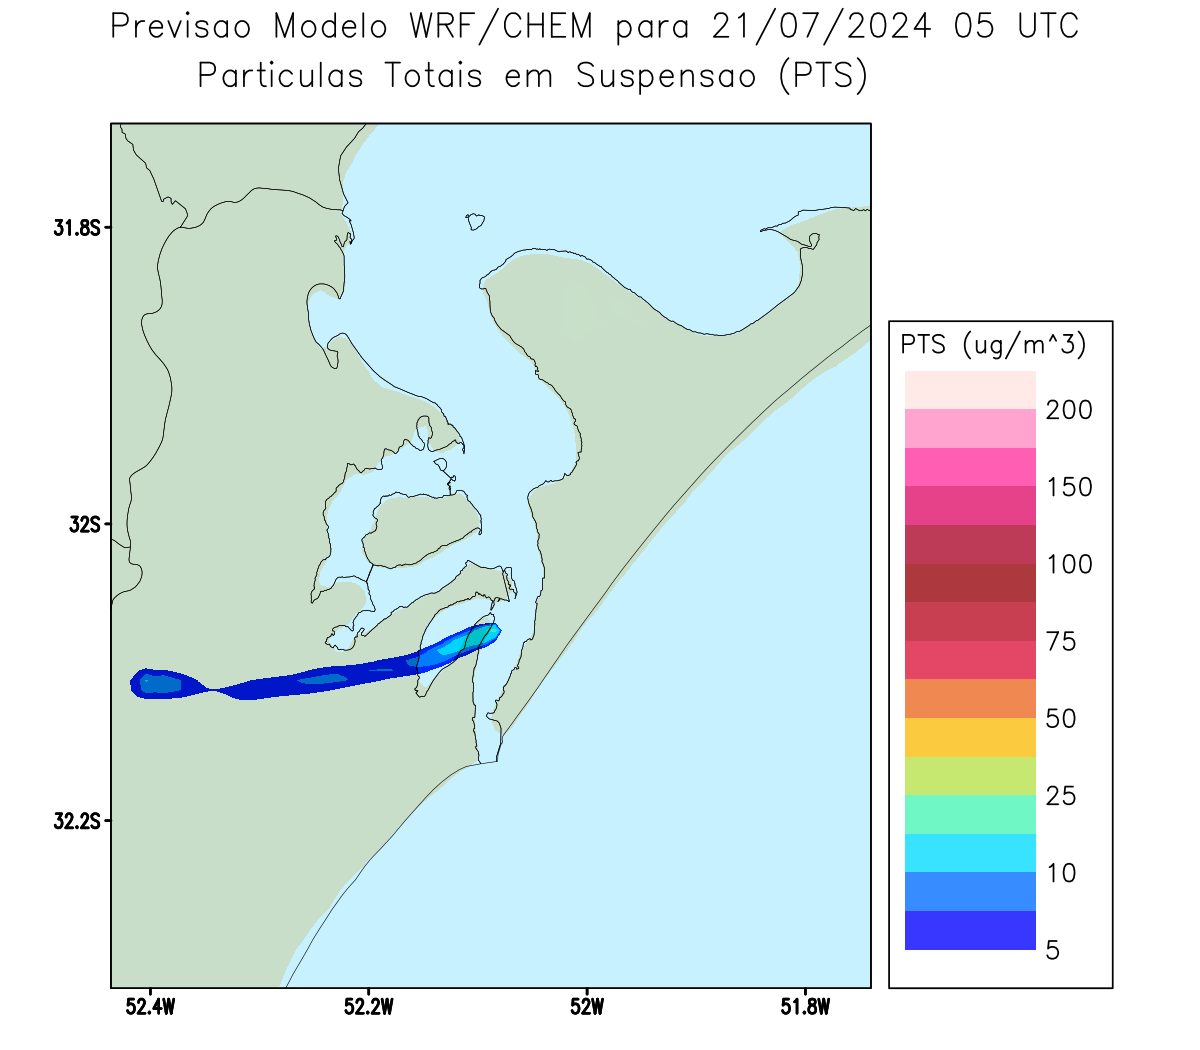 Previsao Modelo WRF/CHEM para 21/07/2024 05 UTC
Particulas Totais em Suspensao (PTS)
31.8S
32S
32.2S
52.4W
52.2W
52W
51.8W
PTS (ug/m^3)
200
150
100
75
50
25
10
5